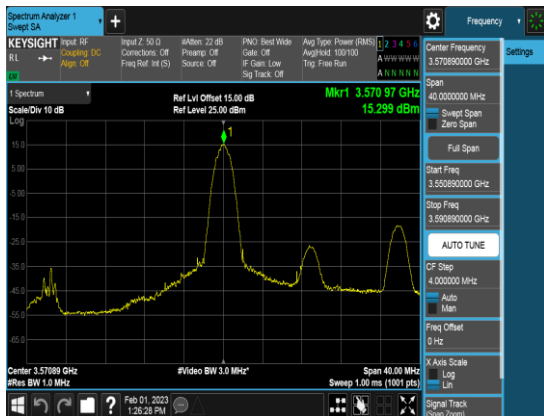 Spectrum Analyzer 1
Swept SA
Frequency
KEYSIGHT
Input: RF
Coupling: DC
Align: Off
Input Z: 50 Ω
Corrections: Off
Freq Ref: Int (S)
#Atten: 22 dB
Preamp: Off
Source: Off
PNO: Best Wide
Gate: Off
IF Gain: Low
Sig Track: Off
Avg Type: Power (RMS)
Avg|Hold: 100/100
Trig: Free Run
1 2 3 4 5 6
A W W W W W
A N N N N N
RL
1 Spectrum
Scale/Div 10 dB
Ref Lvl Offset 15.00 dB
Ref Level 25.00 dBm
Mkr1 3.570 97 GHz
15.299 dBm
Log
1
15.0
5.00
-5.00
-15.0
-25.0
-35.0
-45.0
-55.0
-65.0
Center 3.57089 GHz
#Res BW 1.0 MHz
#Video BW 3.0 MHz*
Span 40.00 MHz
Sweep 1.00 ms (1001 pts)
Center Frequency
3.570890000 GHz
Settings
Span
40.0000000 MHz
Swept Span
Zero Span
Full Span
Start Freq
3.550890000 GHz
Stop Freq
3.590890000 GHz
AUTO TUNE
CF Step
4.000000 MHz
Auto
Man
Freq Offset
0 Hz
X Axis Scale
Log
Lin
Signal Track
(Span Zoom)
Feb 01, 2023
1:26:28 PM